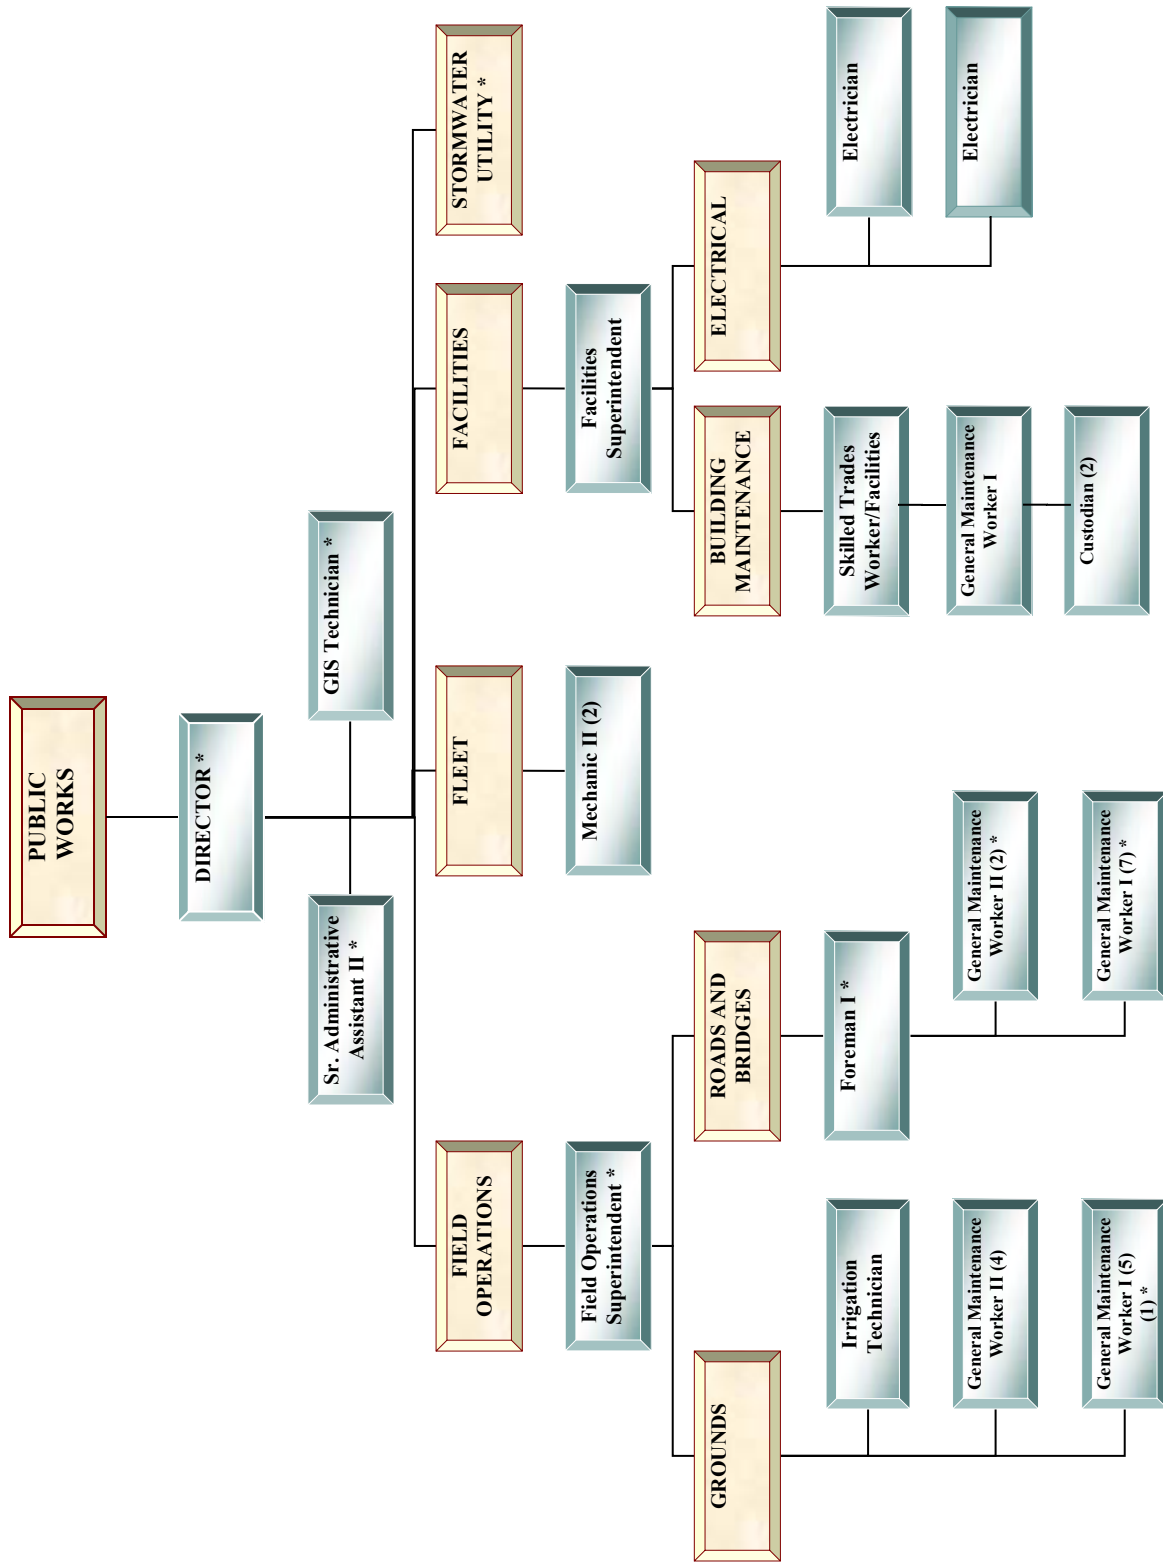 PUBLIC
WORKS
DIRECTOR *
Sr. Administrative
Assistant II *
GIS Technician *
FIELD
OPERATIONS
FLEET
FACILITIES
STORMWATER
UTILITY *
Field Operations
Superintendent *
Mechanic II (2)
Facilities
Superintendent
GROUNDS
ROADS AND
BRIDGES
BUILDING
MAINTENANCE
ELECTRICAL
Irrigation
Technician
Foreman I *
Skilled Trades
Worker/Facilities
Electrician
General Maintenance
Worker II (4)
General Maintenance
Worker II (2) *
General Maintenance
Worker I
Electrician
General Maintenance
Worker I (5)
(1) *
General Maintenance
Worker I (7) *
Custodian (2)